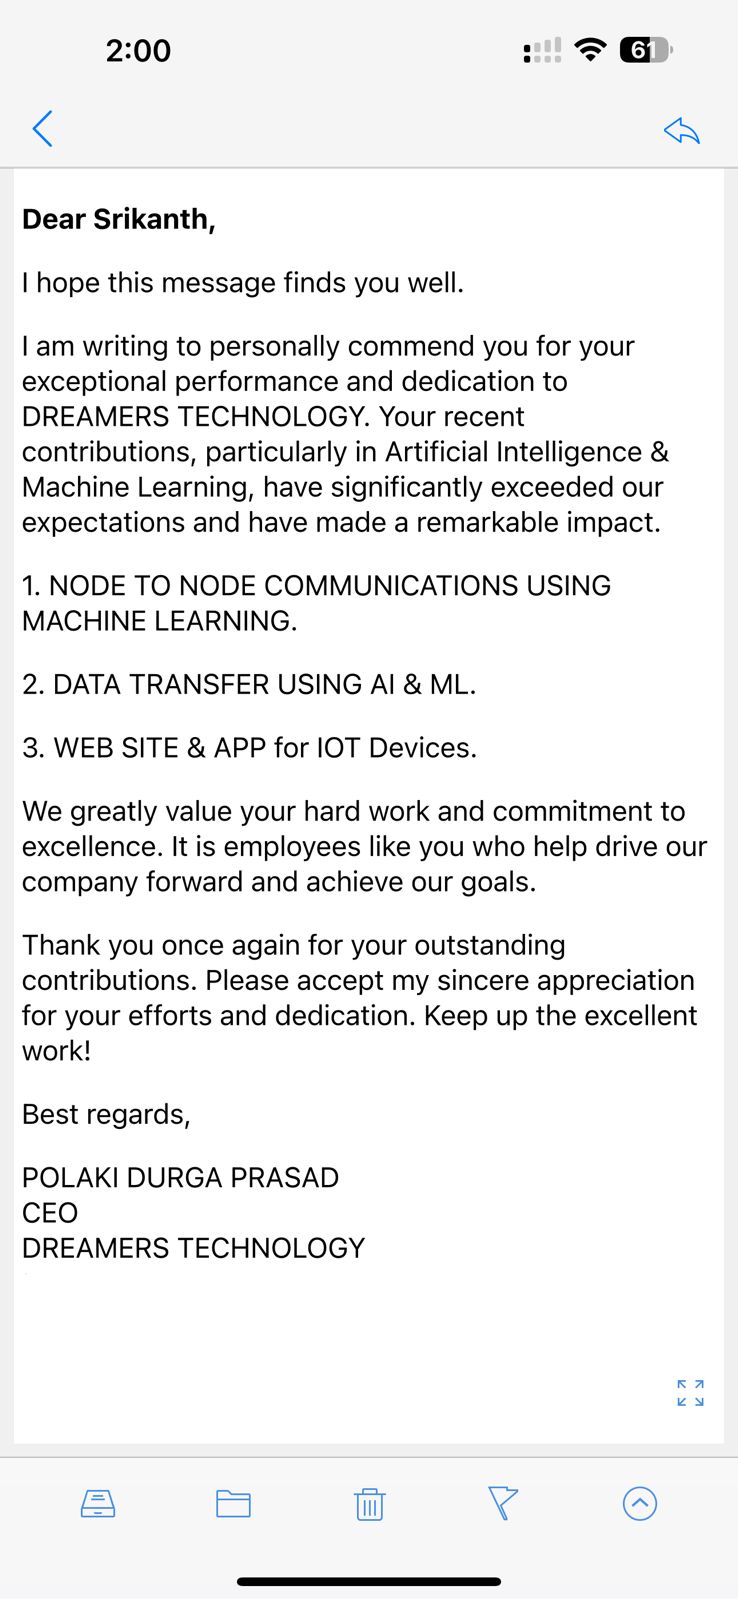 2:00
61
Dear Srikanth,
I hope this message finds you well.
I am writing to personally commend you for your
exceptional performance and dedication to
DREAMERS TECHNOLOGY. Your recent
contributions, particularly in Artificial Intelligence &
Machine Learning, have significantly exceeded our
expectations and have made a remarkable impact.
1. NODE TO NODE COMMUNICATIONS USING
MACHINE LEARNING.
2. DATA TRANSFER USING AI & ML.
3. WEB SITE & APP for IOT Devices.
We greatly value your hard work and commitment to
excellence. It is employees like you who help drive our
company forward and achieve our goals.
Thank you once again for your outstanding
contributions. Please accept my sincere appreciation
for your efforts and dedication. Keep up the excellent
work!
Best regards,
POLAKI DURGA PRASAD
CEO
DREAMERS TECHNOLOGY